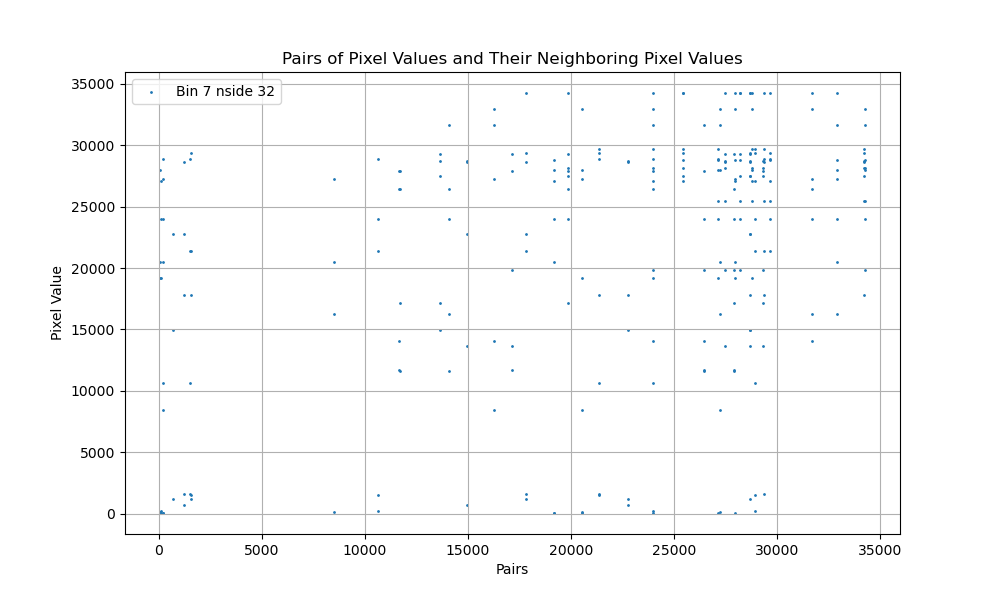 Pairs of Pixel Values and Their Neighboring Pixel Values
Bin 7 nside 32
35000
30000
25000
20000
15000
10000
5000
0
Pixel Value
0 5000 10000 15000 20000 25000 30000 35000
Pairs